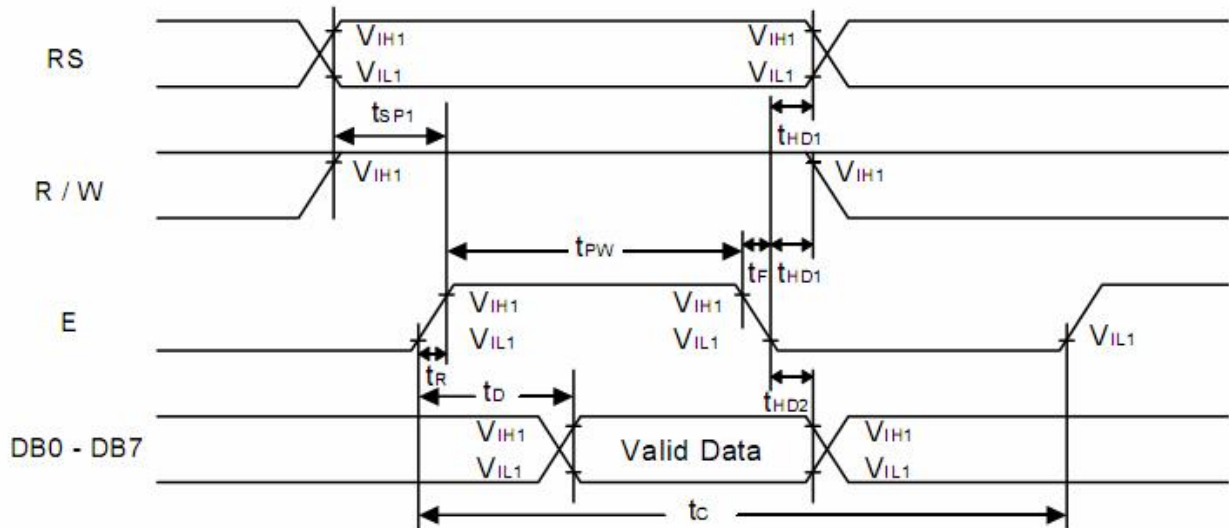 RS
VIH1
VIL1
VIH1
VIL1
tSP1
tHD1
R / W
VIH1
VIH1
tPW
tF
tHD1
E
VIH1
VIL1
VIH1
VIL1
VIL1
tR
tD
tHD2
DB0 - DB7
VIH1
VIL1
Valid Data
VIH1
VIL1
tC